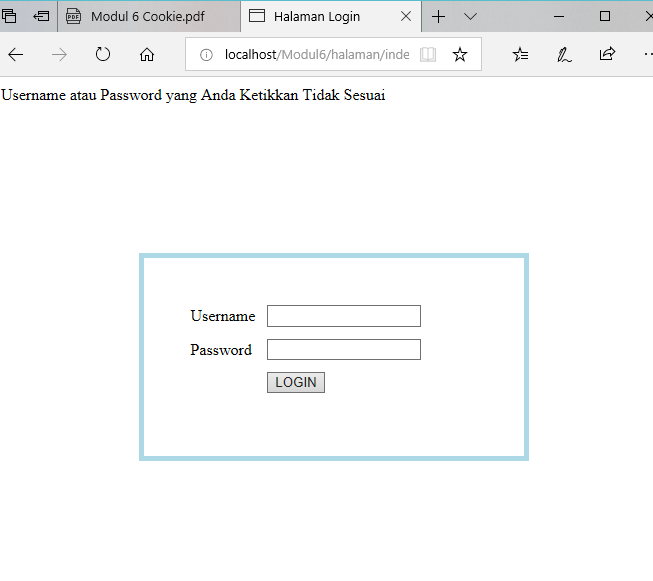 Modul 6 Cookie.pdf
Halaman Login
localhost/Modul6/halaman/inde
Username atau Password yang Anda Ketikkan Tidak Sesuai
Username
Password
LOGIN